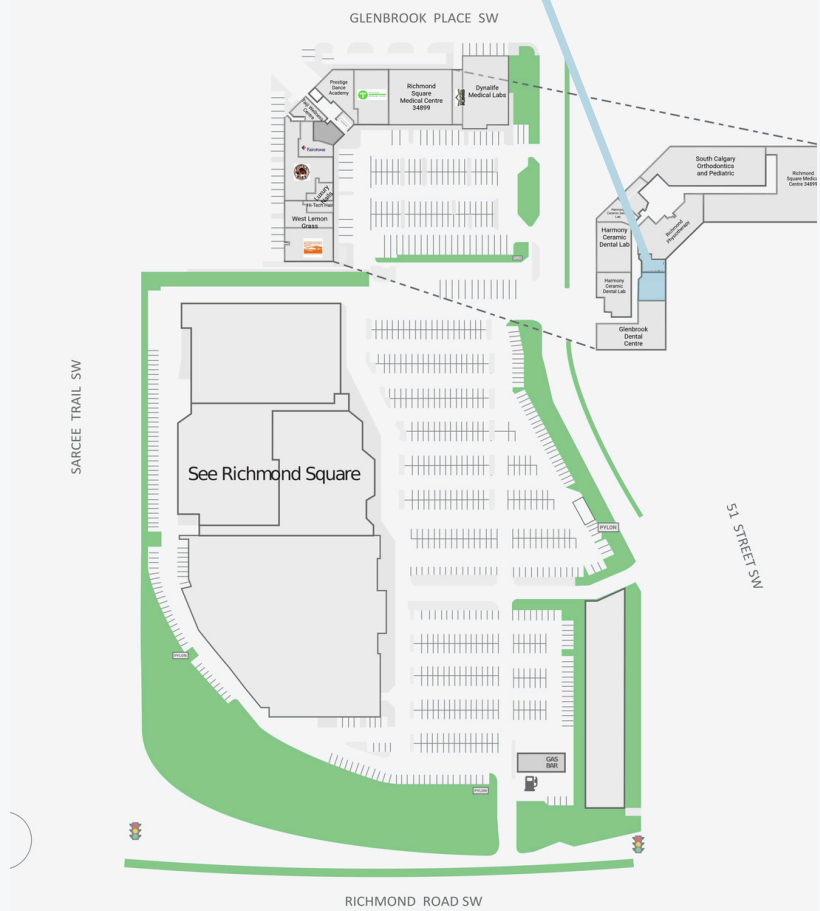 GLENBROOK PLACE SW
Prestige
Dance
Academy
Richmond
Square
Medical Centre
34899
Dynalife
Medical Labs
Fairstone
Luxury
Nails
Hi-Tech Hair
West Lemon
Grass
South Calgary
Orthodontics
and Pediatric
Richmond
Square Medical
Centre 34899
Richmond
Physiotherapy
Harmony
Ceramic
Dental Lab
Harmony
Ceramic
Dental Lab
Glenbrook
Dental
Centre
SARCEE TRAIL SW
See Richmond Square
PYLON
51 STREET SW
PYLON
GAS
BAR
PYLON
RICHMOND ROAD SW